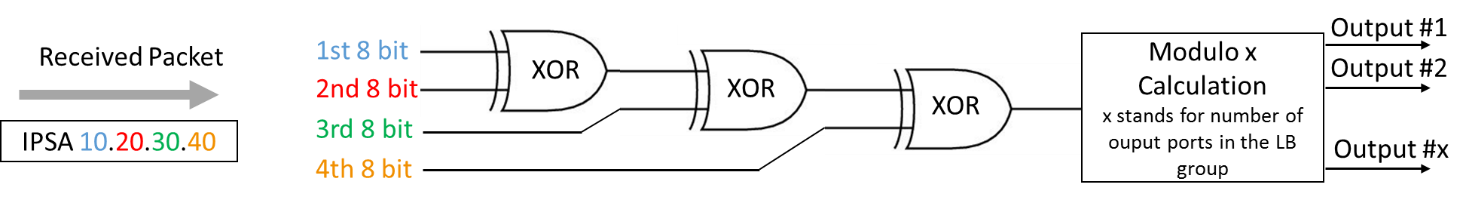 Received Packet
IPSA 10.20.30.40
1st 8 bit
2nd 8 bit
3rd 8 bit
4th 8 bit
XOR
XOR
XOR
Modulo x
Calculation
x stands for number of
ouput ports in the LB
group
Output #1
Output #2
Output #x